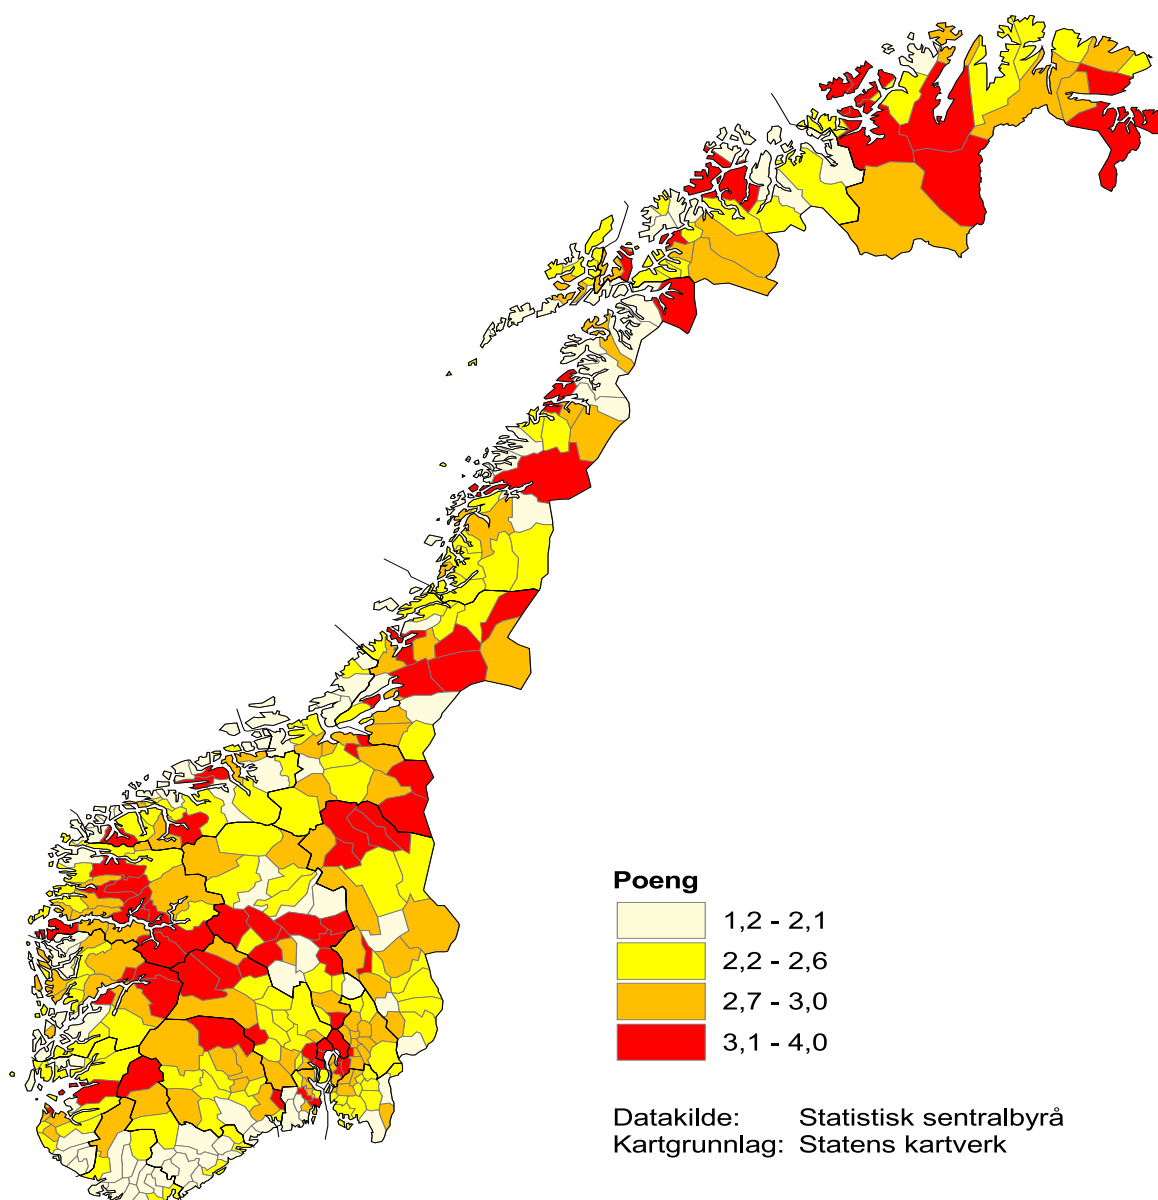 Poeng
1,2 - 2,1
2,2 - 2,6
2,7 - 3,0
3,1 - 4,0
Datakilde: Statistisk sentralbyrå
Kartgrunnlag: Statens kartverk